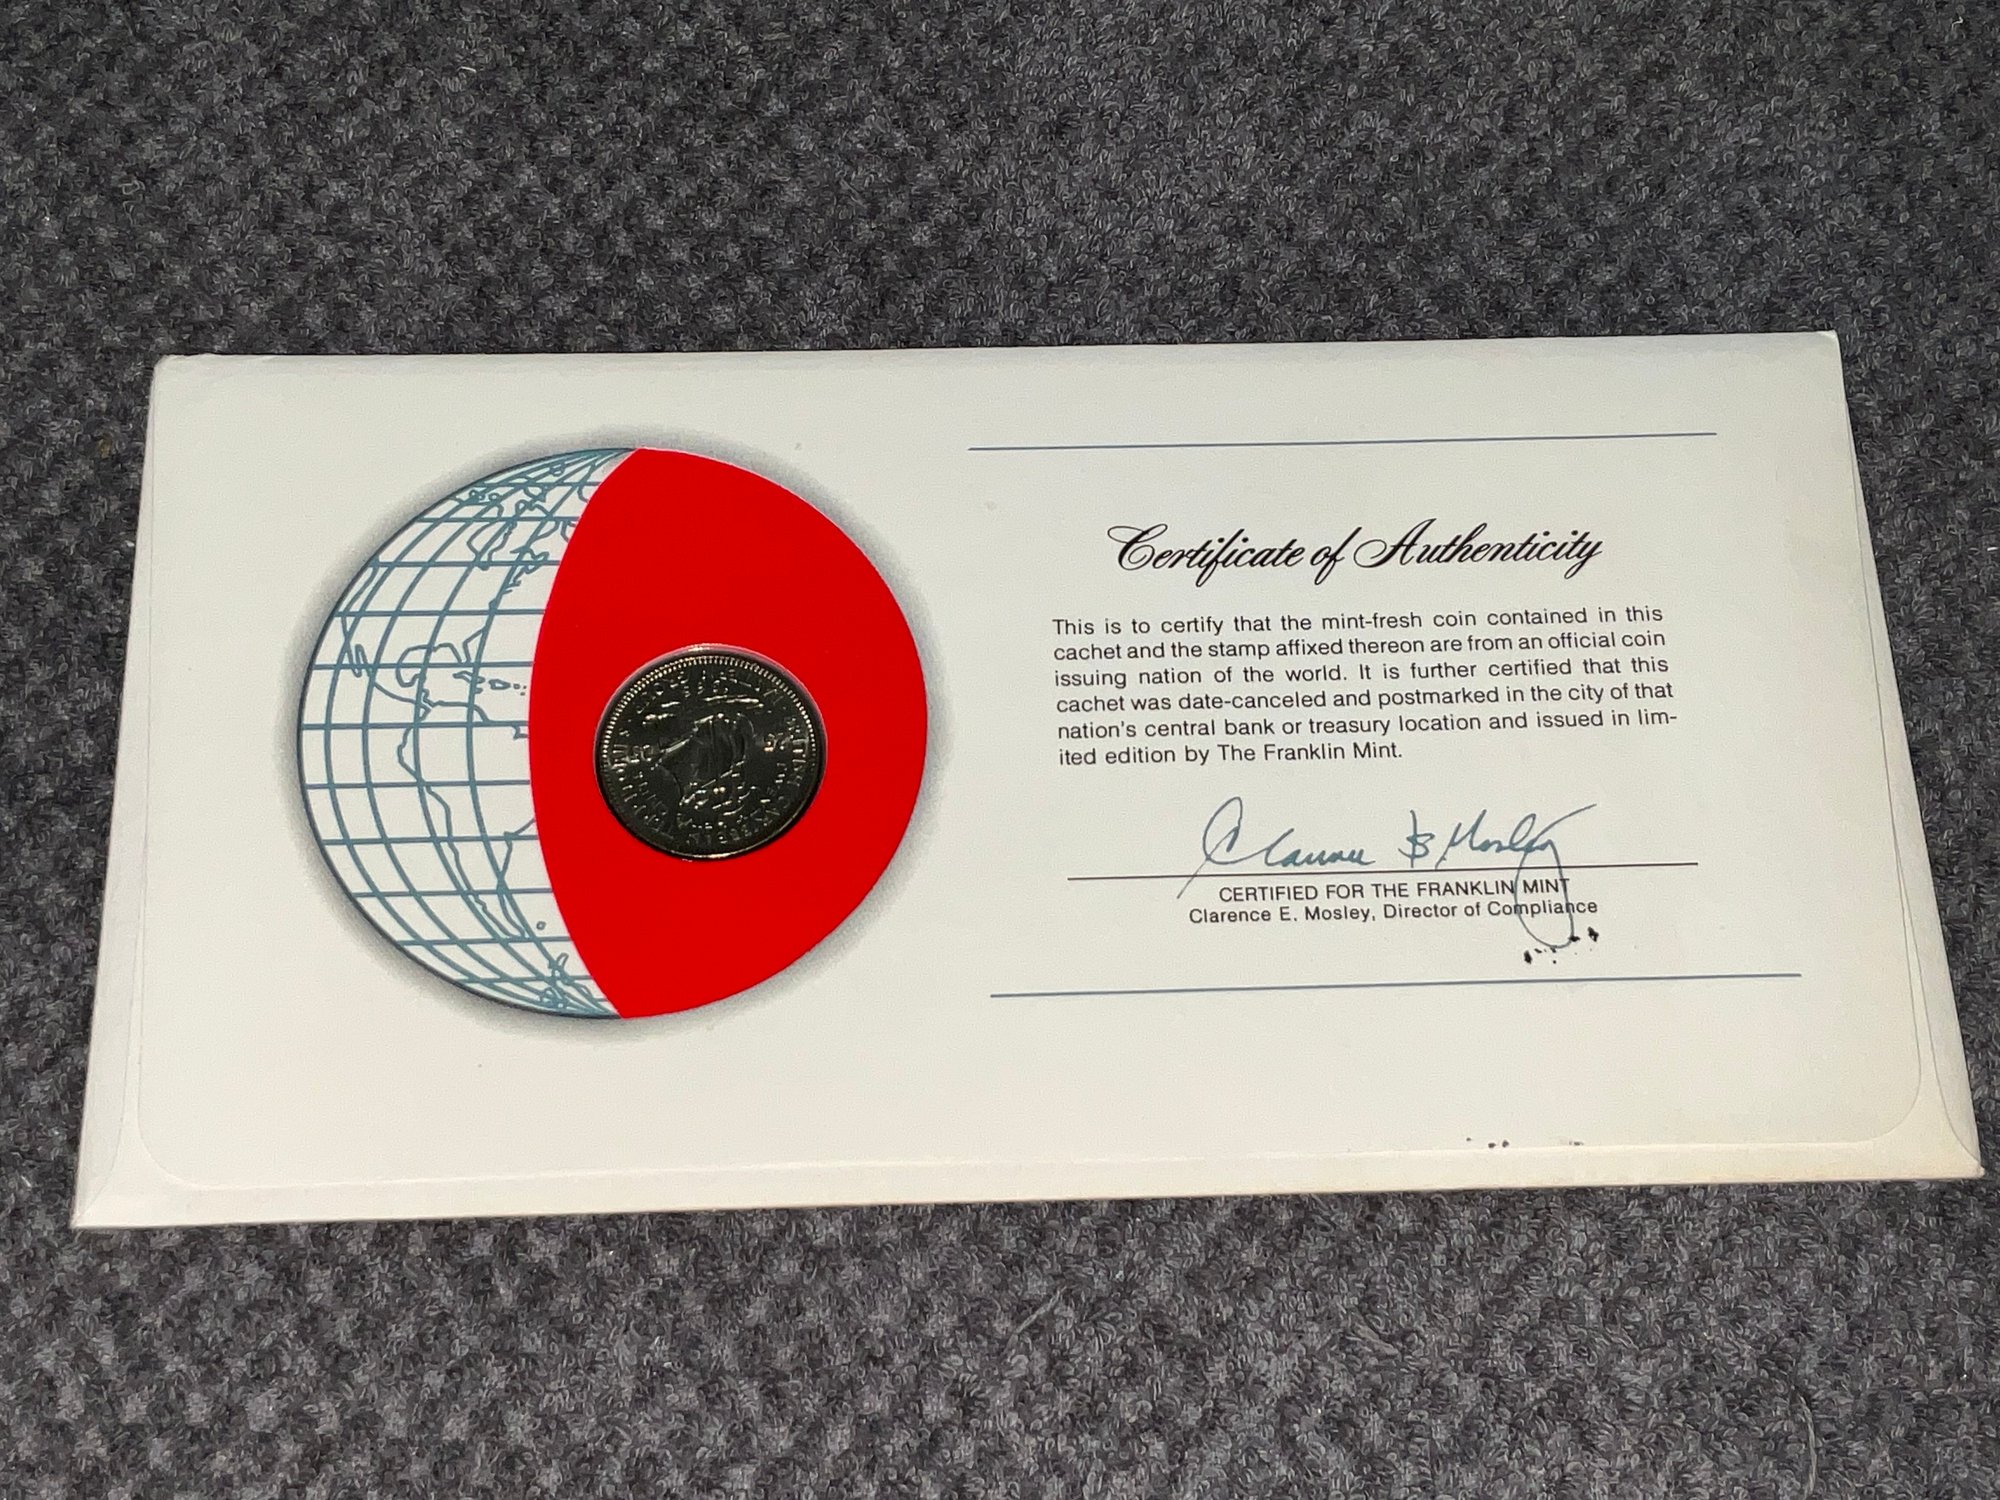 Certificate of Authenticity
This is to certify that the mint-fresh coin contained in this
cachet and the stamp affixed thereon are from an official coin
issuing nation of the world. It is further certified that this
cachet was date-canceled and postmarked in the city of that
nation's central bank or treasury location and issued in lim-
ited edition by The Franklin Mint.
CERTIFIED FOR THE FRANKLIN MINT
Clarence E. Mosley, Director of Compliance